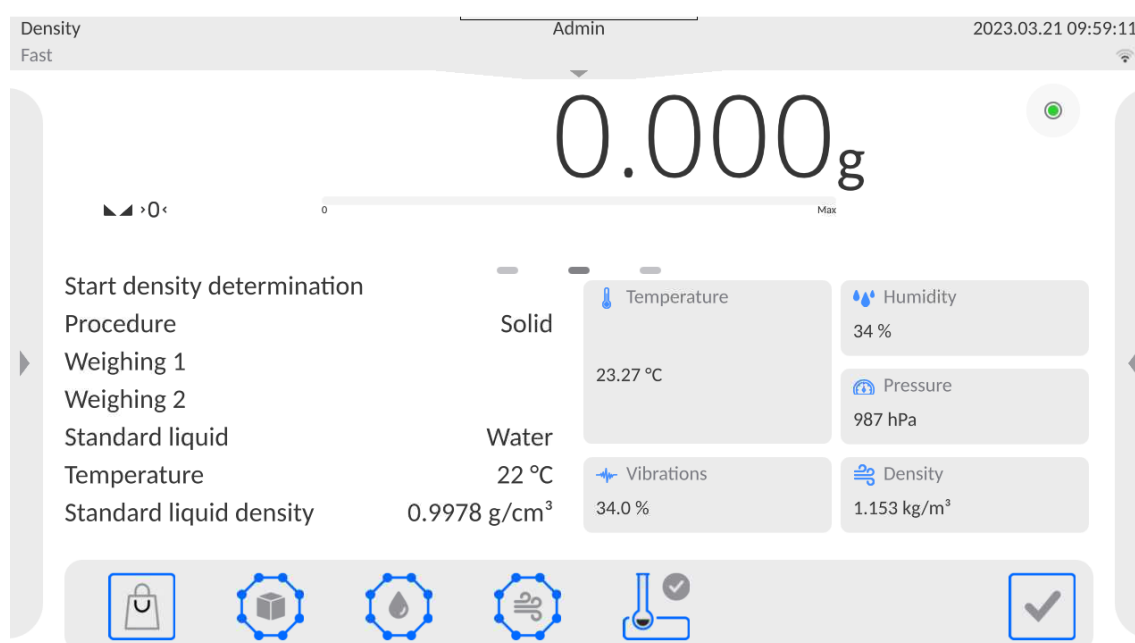 Density
Admin
2023.03.21 09:59:11
Fast
0.000 g
›0‹
0
Max
Start density determination
Procedure Solid
Weighing 1
Weighing 2
Standard liquid Water
Temperature 22 °C
Standard liquid density 0.9978 g/cm³
Temperature
23.27 °C
Humidity
34 %
Pressure
987 hPa
Vibrations
34.0 %
Density
1.153 kg/m³